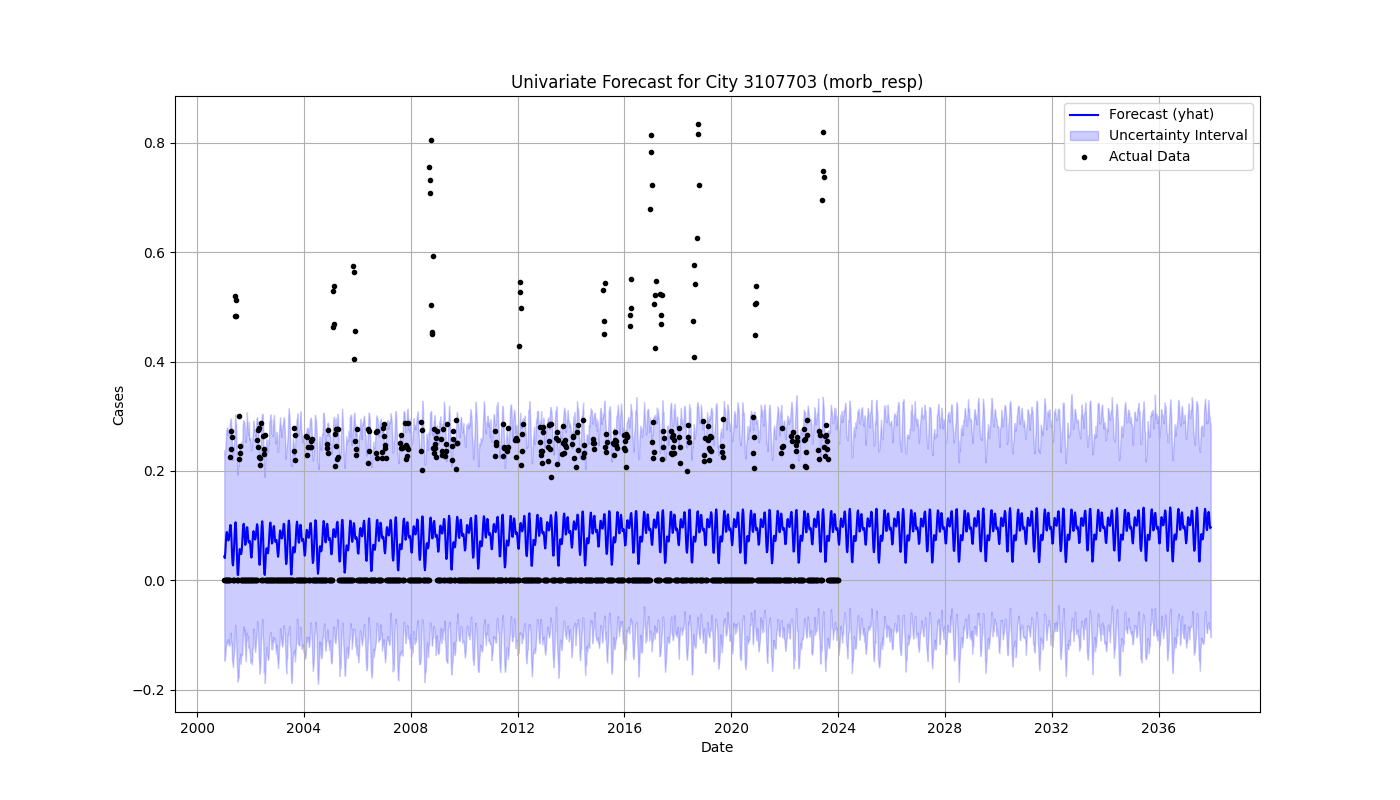 Univariate Forecast for City 3107703 (morb_resp)
Forecast (yhat)
Uncertainty Interval
Actual Data
Cases
0.8
0.6
0.4
0.2
0.0
−0.2
2000 2004 2008 2012 2016 2020 2024 2028 2032 2036
Date